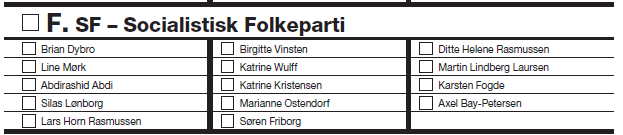 F. SF – Socialistisk Folkeparti
Brian Dybro
Line Mørk
Abdirashid Abdi
Silas Lønborg
Lars Horn Rasmussen
Birgitte Vinsten
Katrine Wulff
Katrine Kristensen
Marianne Ostendorf
Søren Friborg
Ditte Helene Rasmussen
Martin Lindberg Laursen
Karsten Fogde
Axel Bay-Petersen